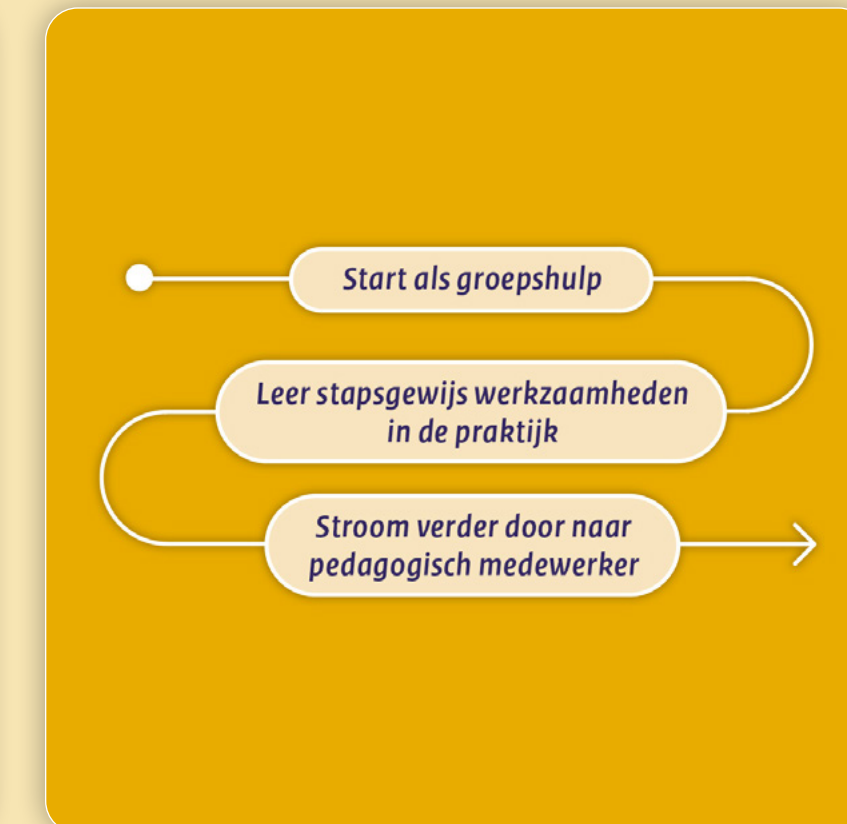 Start als groepshulp
Leer stapsgewijs werkzaamheden
in de praktijk
Stroom verder door naar
pedagogisch medewerker